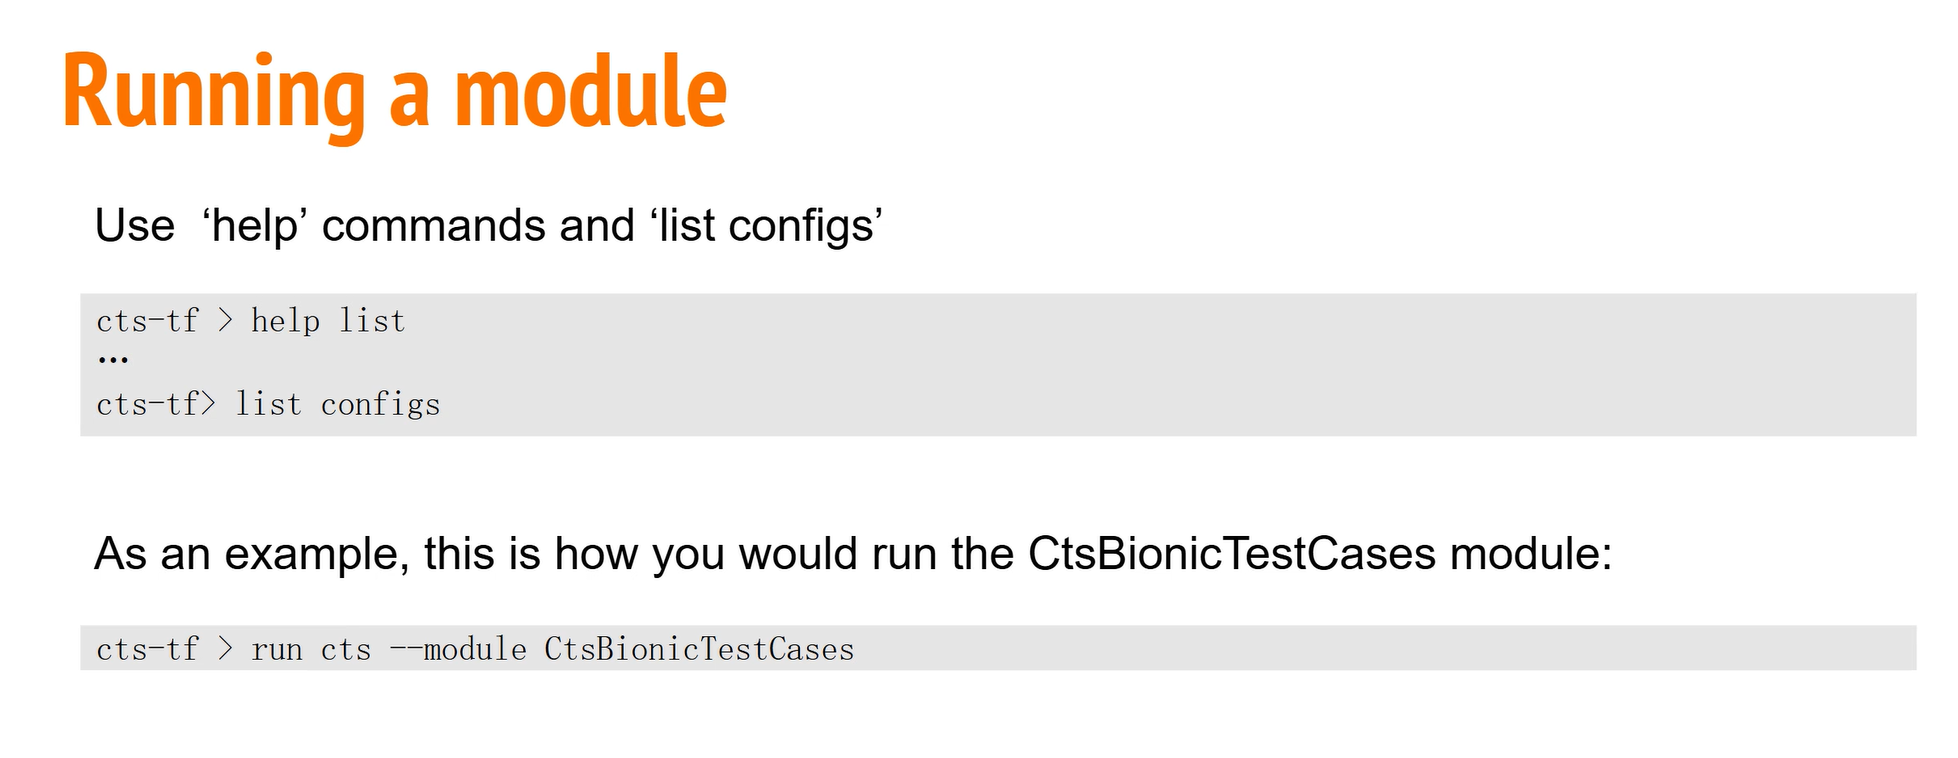 Running a module
Use  ‘help’ commands and ‘list configs’
cts-tf > help list
…
cts-tf> list configs
As an example, this is how you would run the CtsBionicTestCases module:
cts-tf > run cts --module CtsBionicTestCases